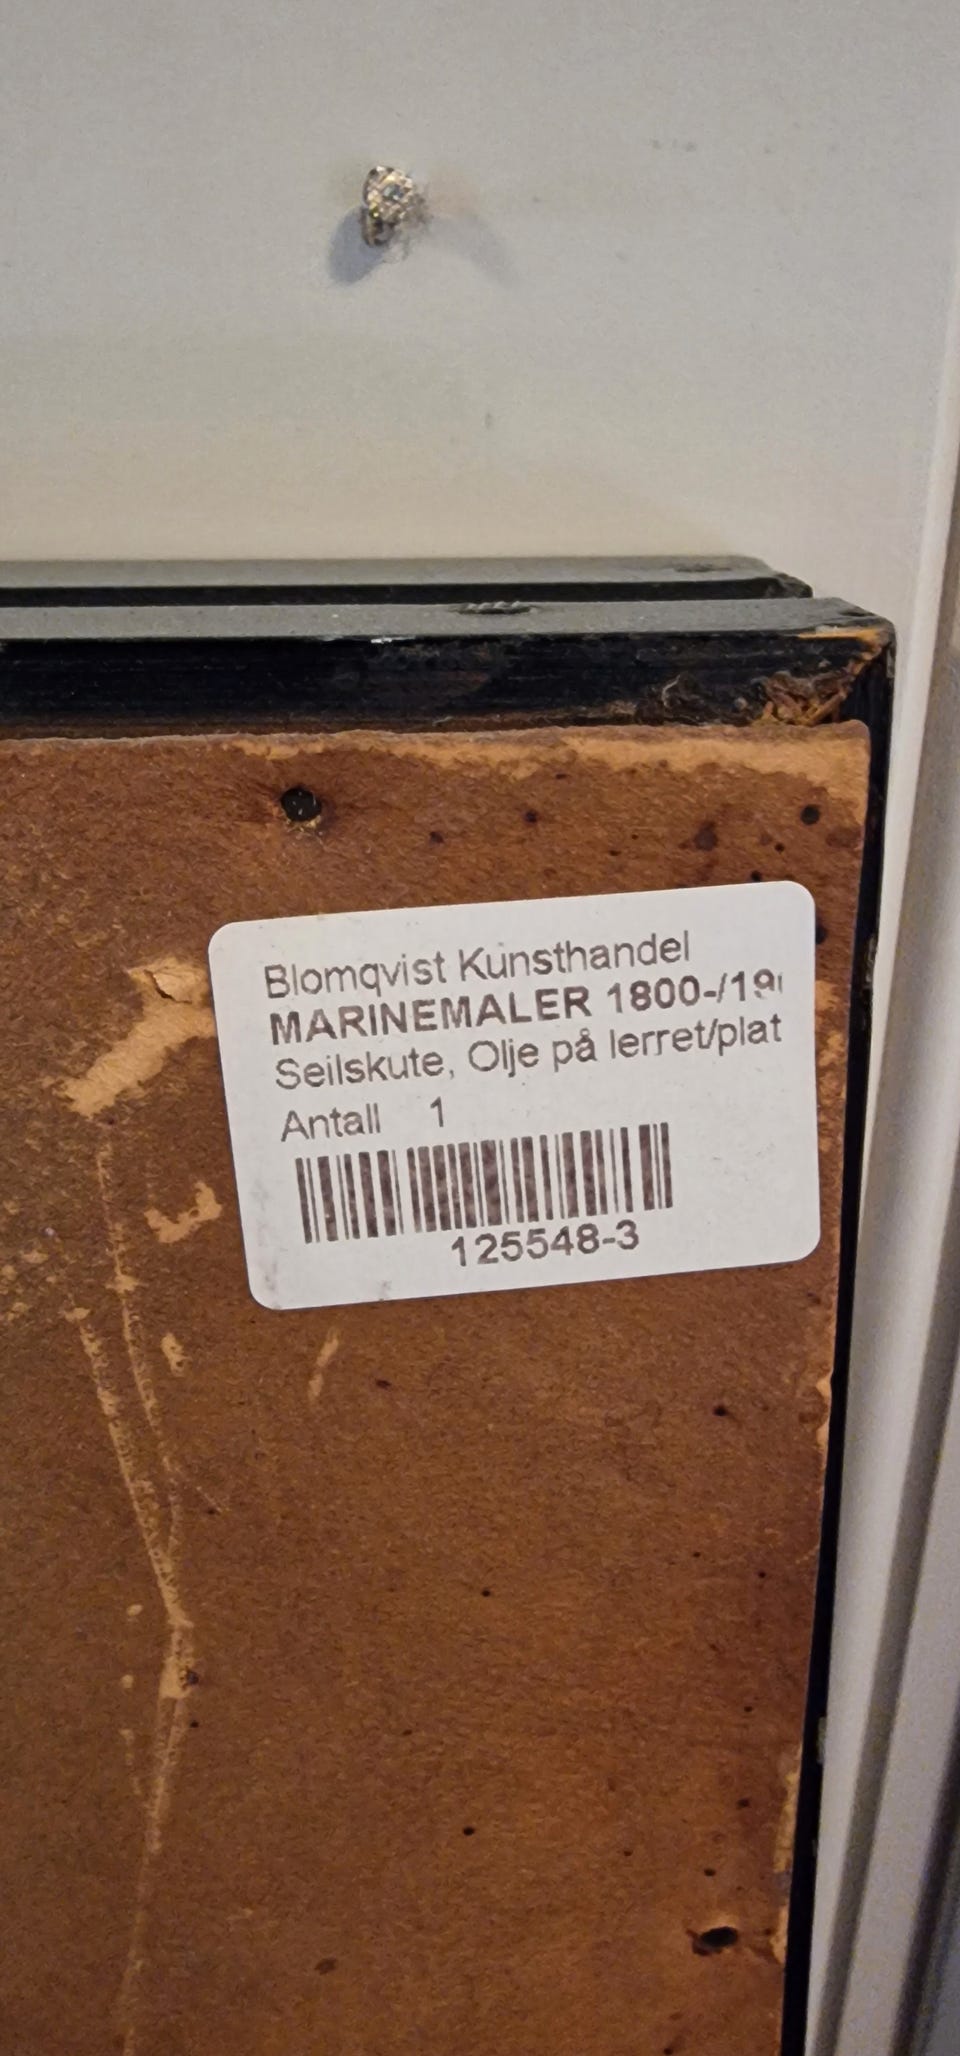 Blomqvist Kunsthandel
MARINEMALER 1800-/19
Seilskute, Olje på lerret/plat
Antall 1
125548-3